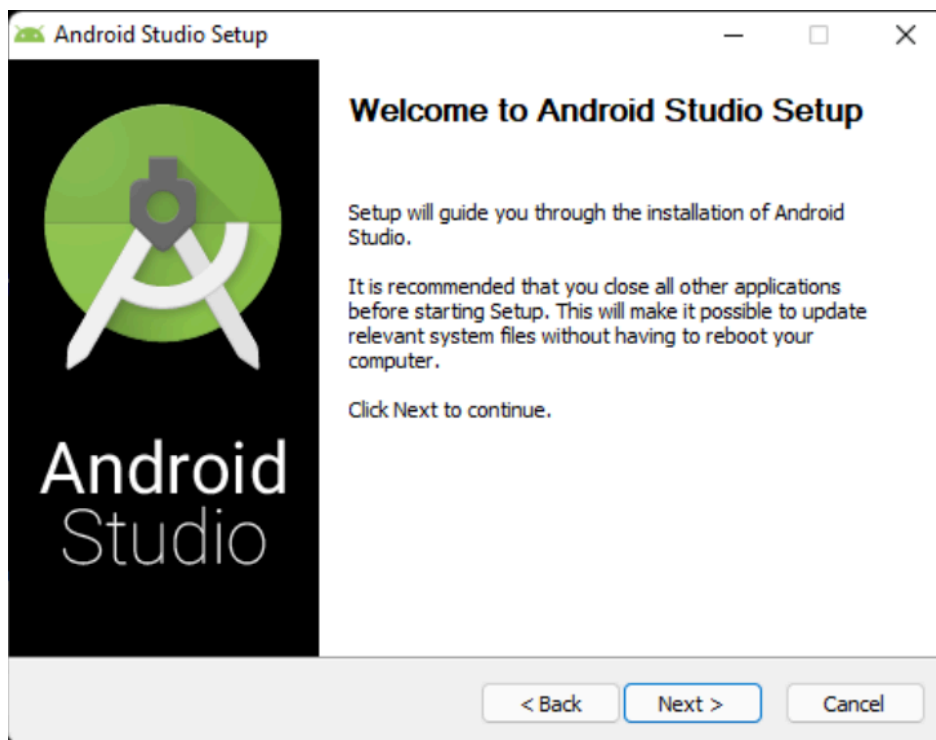 Android Studio Setup
Welcome to Android Studio Setup
Setup will guide you through the installation of Android
Studio.
It is recommended that you close all other applications
before starting Setup. This will make it possible to update
relevant system files without having to reboot your
computer.
Click Next to continue.
Android
Studio
< Back
Next >
Cancel